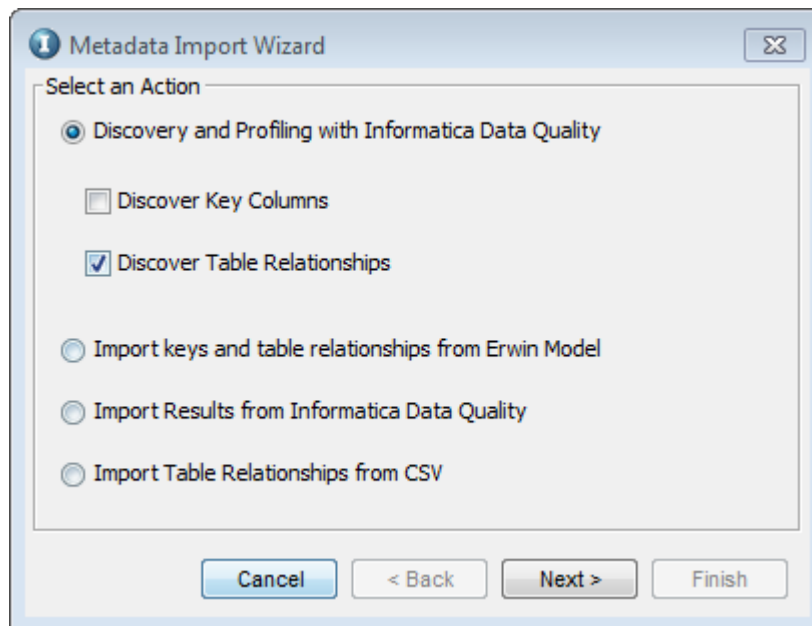 Metadata Import Wizard
Select an Action
Discovery and Profiling with Informatica Data Quality
Discover Key Columns
Discover Table Relationships
Import keys and table relationships from Erwin Model
Import Results from Informatica Data Quality
Import Table Relationships from CSV
Cancel < Back Next > Finish